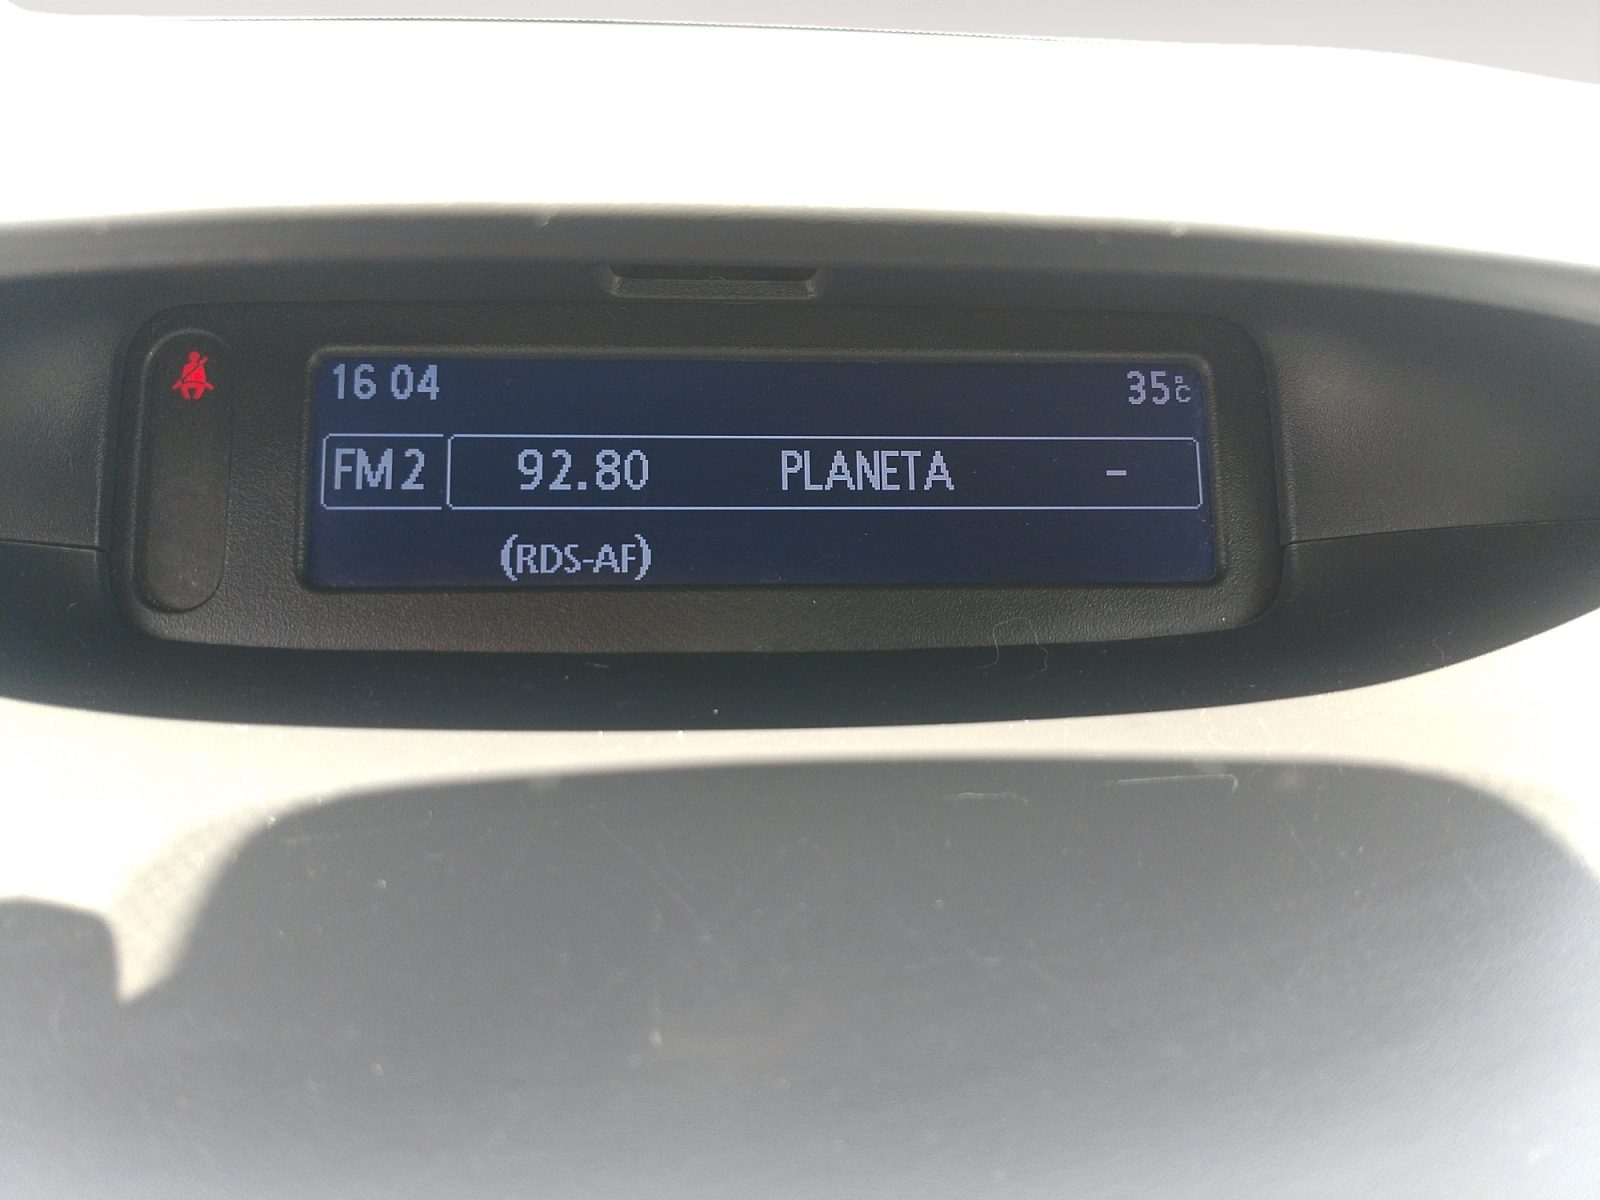 16 04 35°C
FM2 92.80 PLANETA -
(RDS-AF)